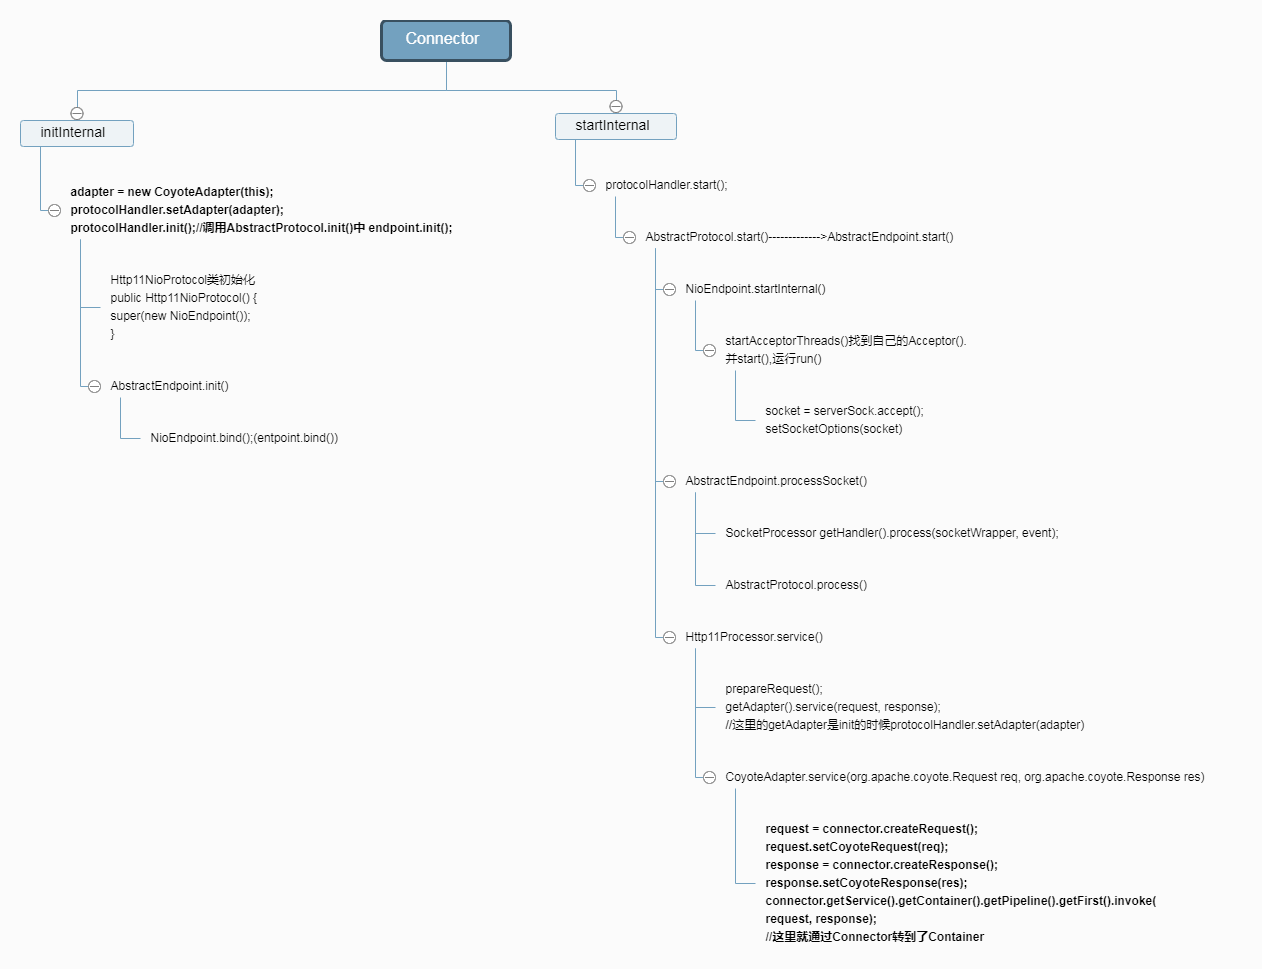 Connector
initInternal
adapter = new CoyoteAdapter(this);
protocolHandler.setAdapter(adapter);
protocolHandler.init();//调用AbstractProtocol.init()中 endpoint.init();
Http11NioProtocol类初始化
public Http11NioProtocol() {
super(new NioEndpoint());
}
AbstractEndpoint.init()
NioEndpoint.bind();(entpoint.bind())
startInternal
protocolHandler.start();
AbstractProtocol.start()------------->AbstractEndpoint.start()
NioEndpoint.startInternal()
startAcceptorThreads()找到自己的Acceptor().
并start(),运行run()
socket = serverSock.accept();
setSocketOptions(socket)
AbstractEndpoint.processSocket()
SocketProcessor getHandler().process(socketWrapper, event);
AbstractProtocol.process()
Http11Processor.service()
prepareRequest();
getAdapter().service(request, response);
//这里的getAdapter是init的时候protocolHandler.setAdapter(adapter)
CoyoteAdapter.service(org.apache.coyote.Request req, org.apache.coyote.Response res)
request = connector.createRequest();
request.setCoyoteRequest(req);
response = connector.createResponse();
response.setCoyoteResponse(res);
connector.getService().getContainer().getPipeline().getFirst().invoke(
request, response);
//这里就通过Connector转到了Container